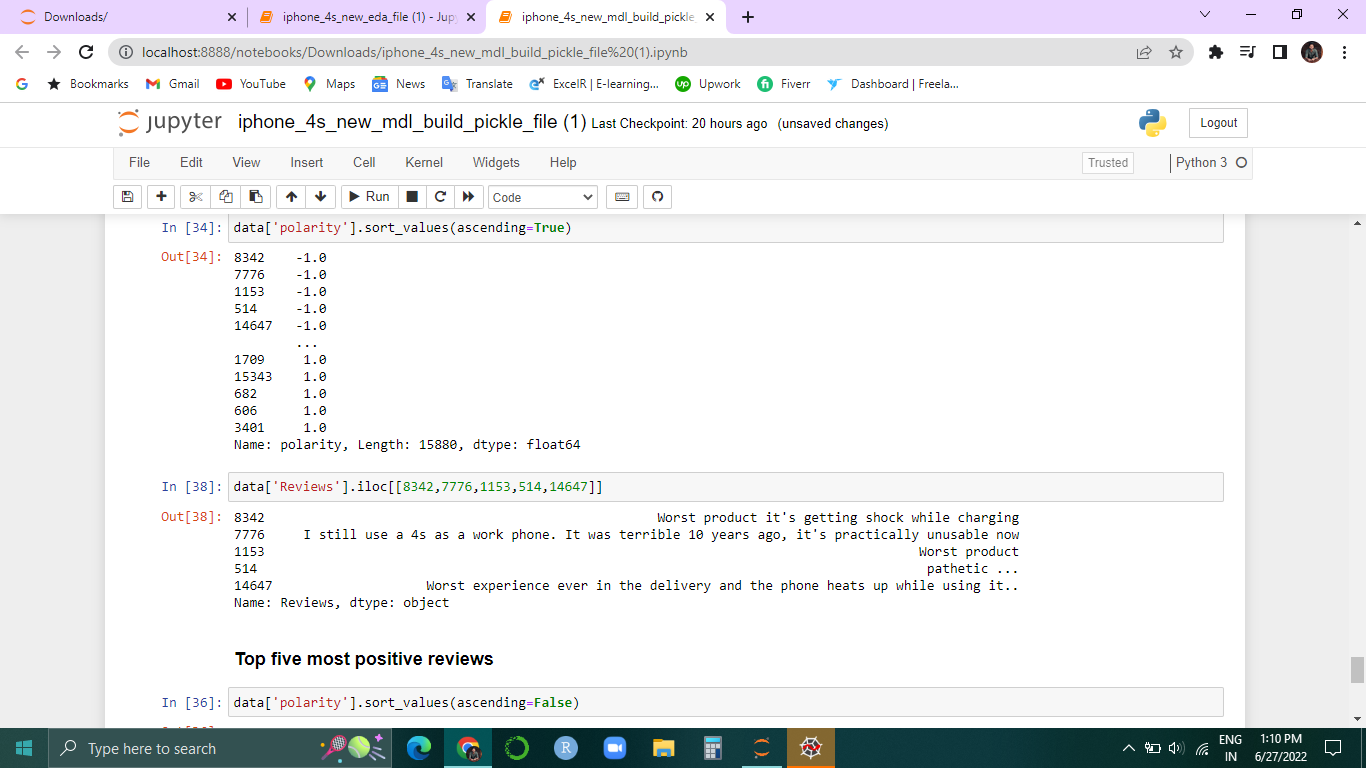 Downloads/
iphone_4s_new_eda_file (1) - Jup
iphone_4s_new_mdl_build_pickle
localhost:8888/notebooks/Downloads/iphone_4s_new_mdl_build_pickle_file%20(1).ipynb
G Bookmarks Gmail YouTube Maps News Translate ExcelR | E-learning... Upwork Fiverr Dashboard | Freela...
jupyter iphone_4s_new_mdl_build_pickle_file (1) Last Checkpoint: 20 hours ago (unsaved changes) Logout
File Edit View Insert Cell Kernel Widgets Help Trusted Python 3
Run Code
In [34]: data['polarity'].sort_values(ascending=True)
Out[34]: 8342 -1.0
7776 -1.0
1153 -1.0
514 -1.0
14647 -1.0
...
1709 1.0
15343 1.0
682 1.0
606 1.0
3401 1.0
Name: polarity, Length: 15880, dtype: float64
In [38]: data['Reviews'].iloc[[8342,7776,1153,514,14647]]
Out[38]: 8342 Worst product it's getting shock while charging
7776 I still use a 4s as a work phone. It was terrible 10 years ago, it's practically unusable now
1153 Worst product
514 pathetic ...
14647 Worst experience ever in the delivery and the phone heats up while using it..
Name: Reviews, dtype: object
Top five most positive reviews
In [36]: data['polarity'].sort_values(ascending=False)
Type here to search
R
ENG
IN
1:10 PM
6/27/2022